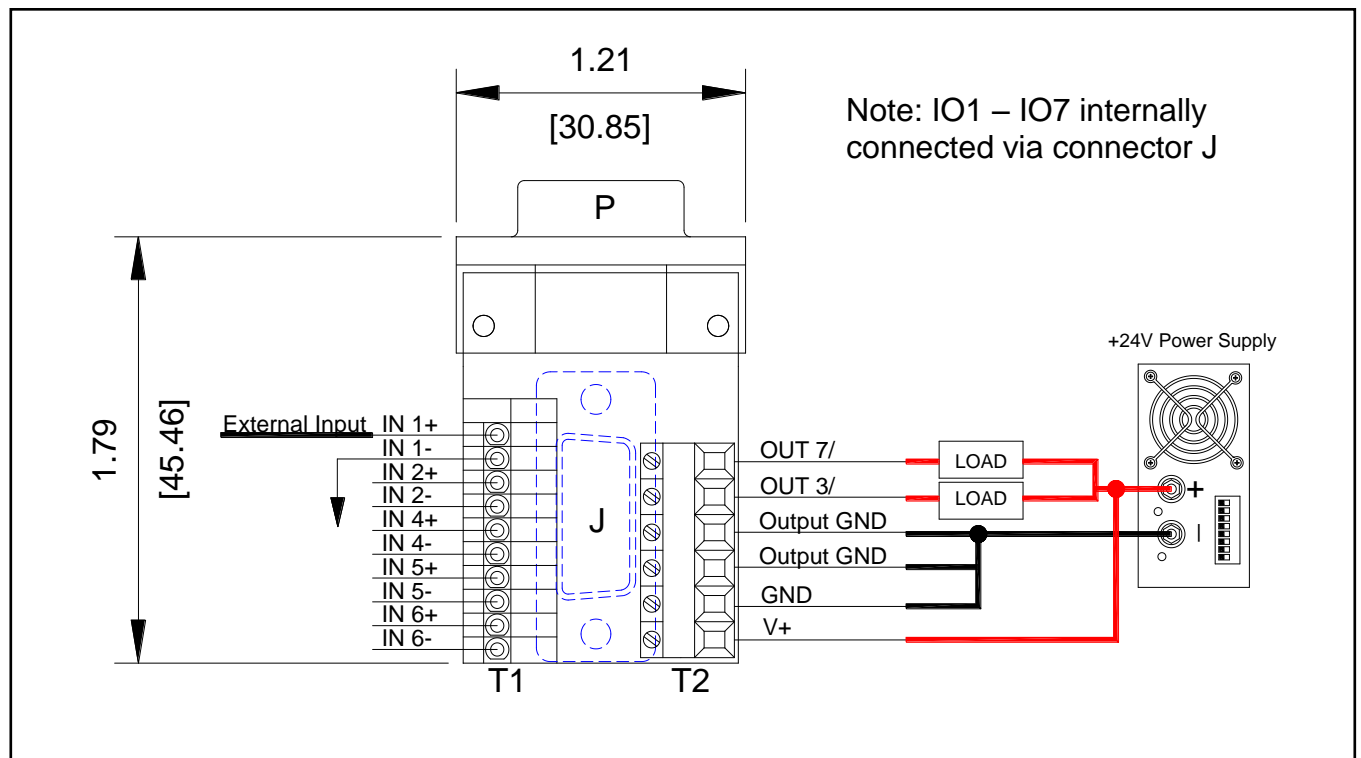 1.21
[30.85]
Note: IO1 – IO7 internally
connected via connector J
P
+24V Power Supply
1.79
[45.46]
External Input
IN 1+
IN 1-
IN 2+
IN 2-
IN 4+
IN 4-
IN 5+
IN 5-
IN 6+
IN 6-
J
OUT 7/
OUT 3/
Output GND
Output GND
GND
V+
LOAD
LOAD
+
–
T1
T2